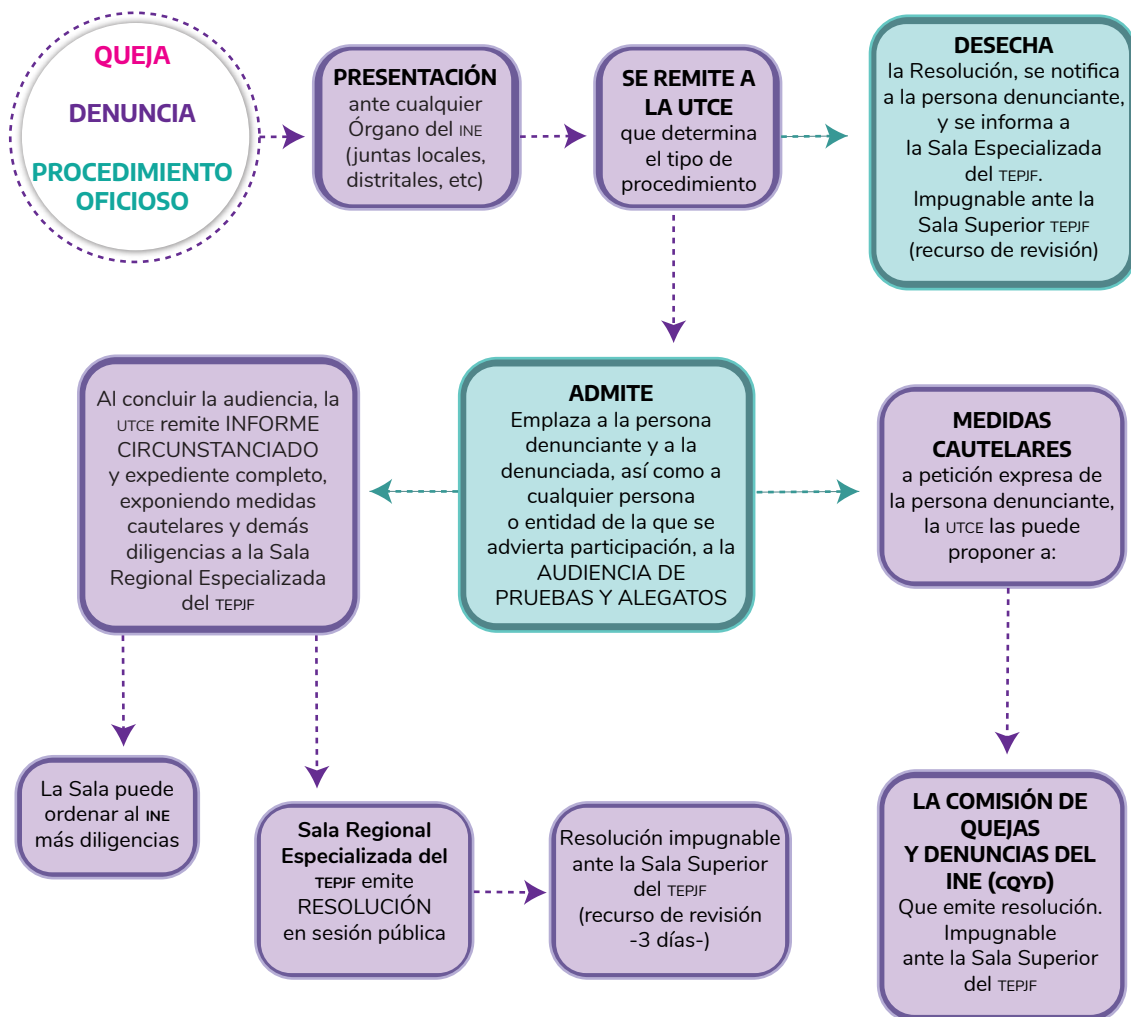 QUEJA
DENUNCIA
PROCEDIMIENTO
OFICIOSO
PRESENTACIÓN
ante cualquier
Órgano del INE
(juntas locales,
distritales, etc)
SE REMITE A
LA UTCE
que determina
el tipo de
procedimiento
DESECHA
la Resolución, se notifica
a la persona denunciante,
y se informa a
la Sala Especializada
del TEPJF.
Impugnable ante la
Sala Superior TEPJF
(recurso de revisión)
Al concluir la audiencia, la
UTCE remite INFORME
CIRCUNSTANCIADO
y expediente completo,
exponiendo medidas
cautelares y demás
diligencias a la Sala
Regional Especializada
del TEPJF
ADMITE
Emplaza a la persona
denunciante y a la
denunciada, así como a
cualquier persona
o entidad de la que se
advierta participación, a la
AUDIENCIA DE
PRUEBAS Y ALEGATOS
MEDIDAS
CAUTELARES
a petición expresa de
la persona denunciante,
la UTCE las puede
proponer a:
La Sala puede
ordenar al INE
más diligencias
Sala Regional
Especializada del
TEPJF emite
RESOLUCIÓN
en sesión pública
Resolución impugnable
ante la Sala Superior
del TEPJF
(recurso de revisión
-3 días-)
LA COMISIÓN DE
QUEJAS
Y DENUNCIAS DEL
INE (CQYD)
Que emite resolución.
Impugnable
ante la Sala Superior
del TEPJF